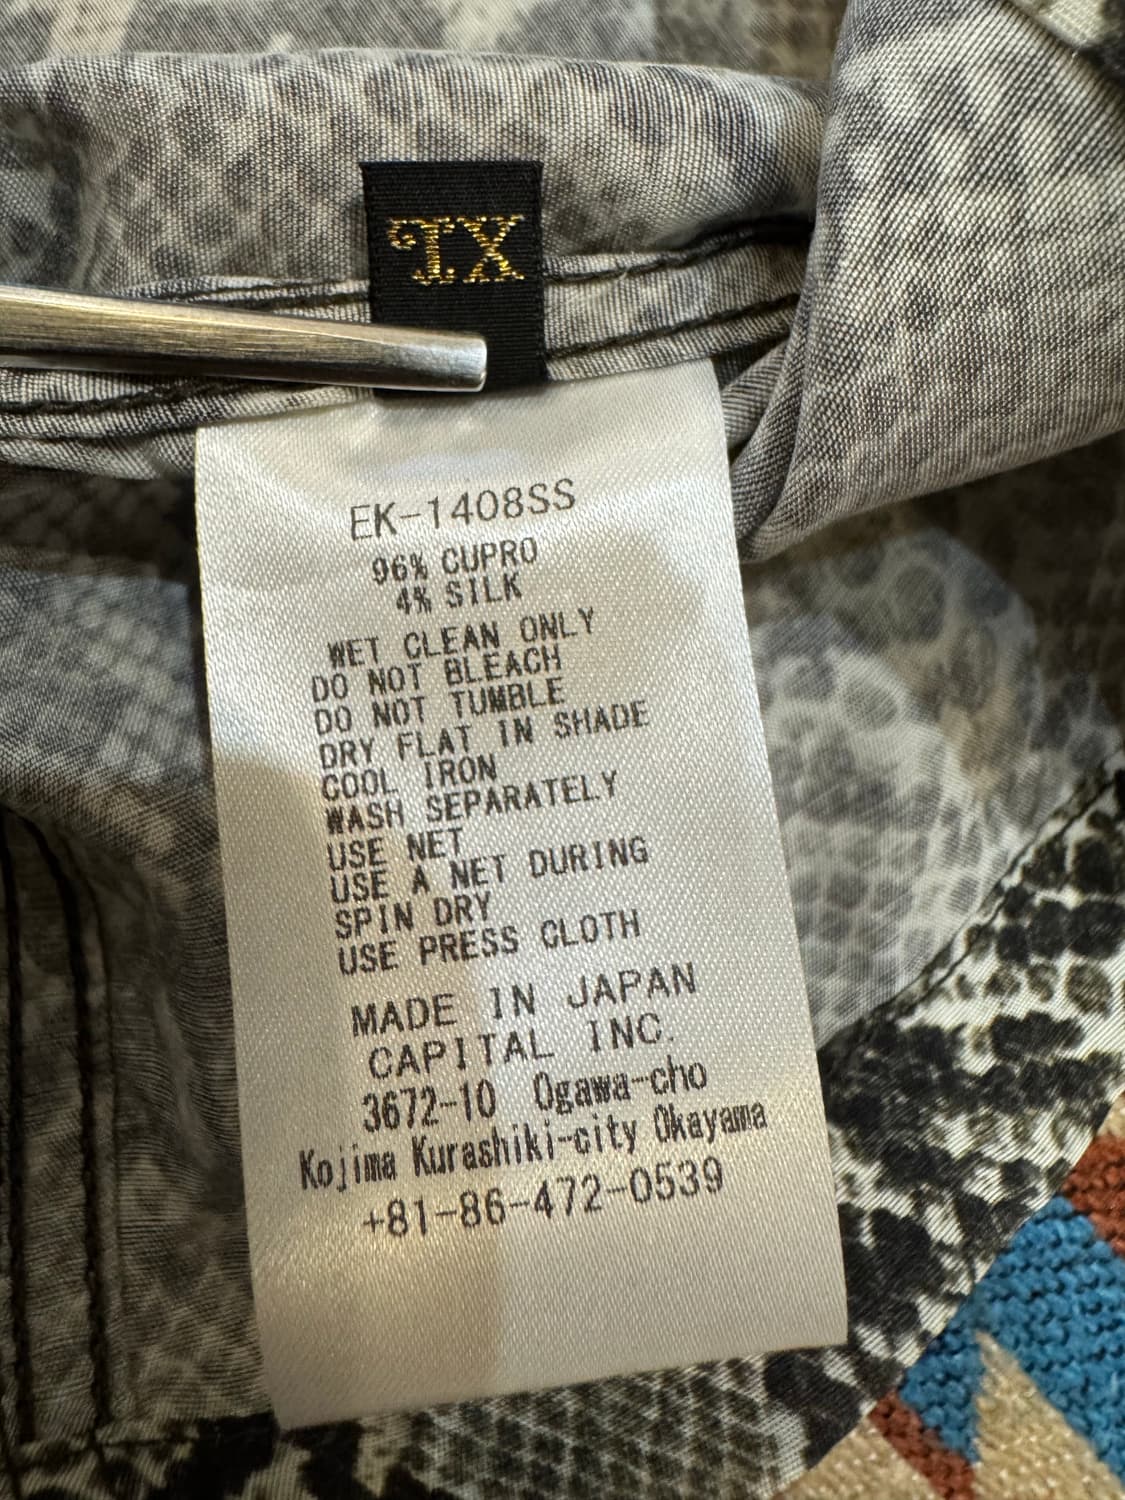 XL
EK-1408SS
96% CUPRO
4% SILK
WET CLEAN ONLY
DO NOT BLEACH
DO NOT TUMBLE
DRY FLAT IN SHADE
COOL IRON
WASH SEPARATELY
USE NET
USE A NET DURING
SPIN DRY
USE PRESS CLOTH
MADE IN JAPAN
CAPITAL INC.
3672-10 Ogawa-cho
Kojima Kurashiki-city Okayama
+81-86-472-0539